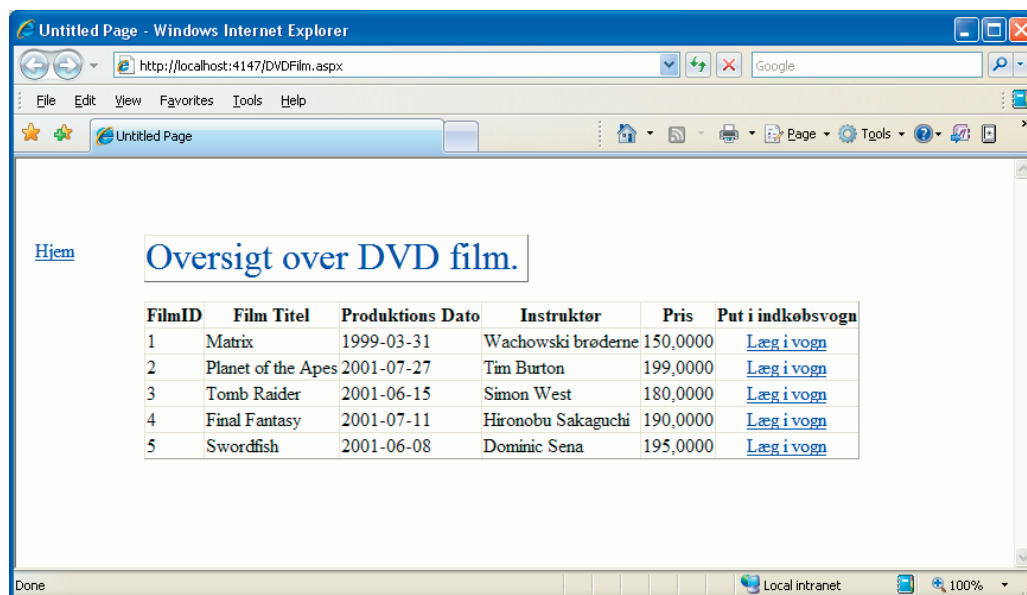 Untitled Page - Windows Internet Explorer
http://localhost:4147/DVDFilm.aspx Google
File Edit View Favorites Tools Help
Untitled Page Page Tools
Hjem Oversigt over DVD film.
FilmID Film Titel Produktions Dato Instruktør Pris Put i indkøbsvogn
1 Matrix 1999-03-31 Wachowski brøderne 150,0000 Læg i vogn
2 Planet of the Apes 2001-07-27 Tim Burton 199,0000 Læg i vogn
3 Tomb Raider 2001-06-15 Simon West 180,0000 Læg i vogn
4 Final Fantasy 2001-07-11 Hironobu Sakaguchi 190,0000 Læg i vogn
5 Swordfish 2001-06-08 Dominic Sena 195,0000 Læg i vogn
Done Local intranet 100%